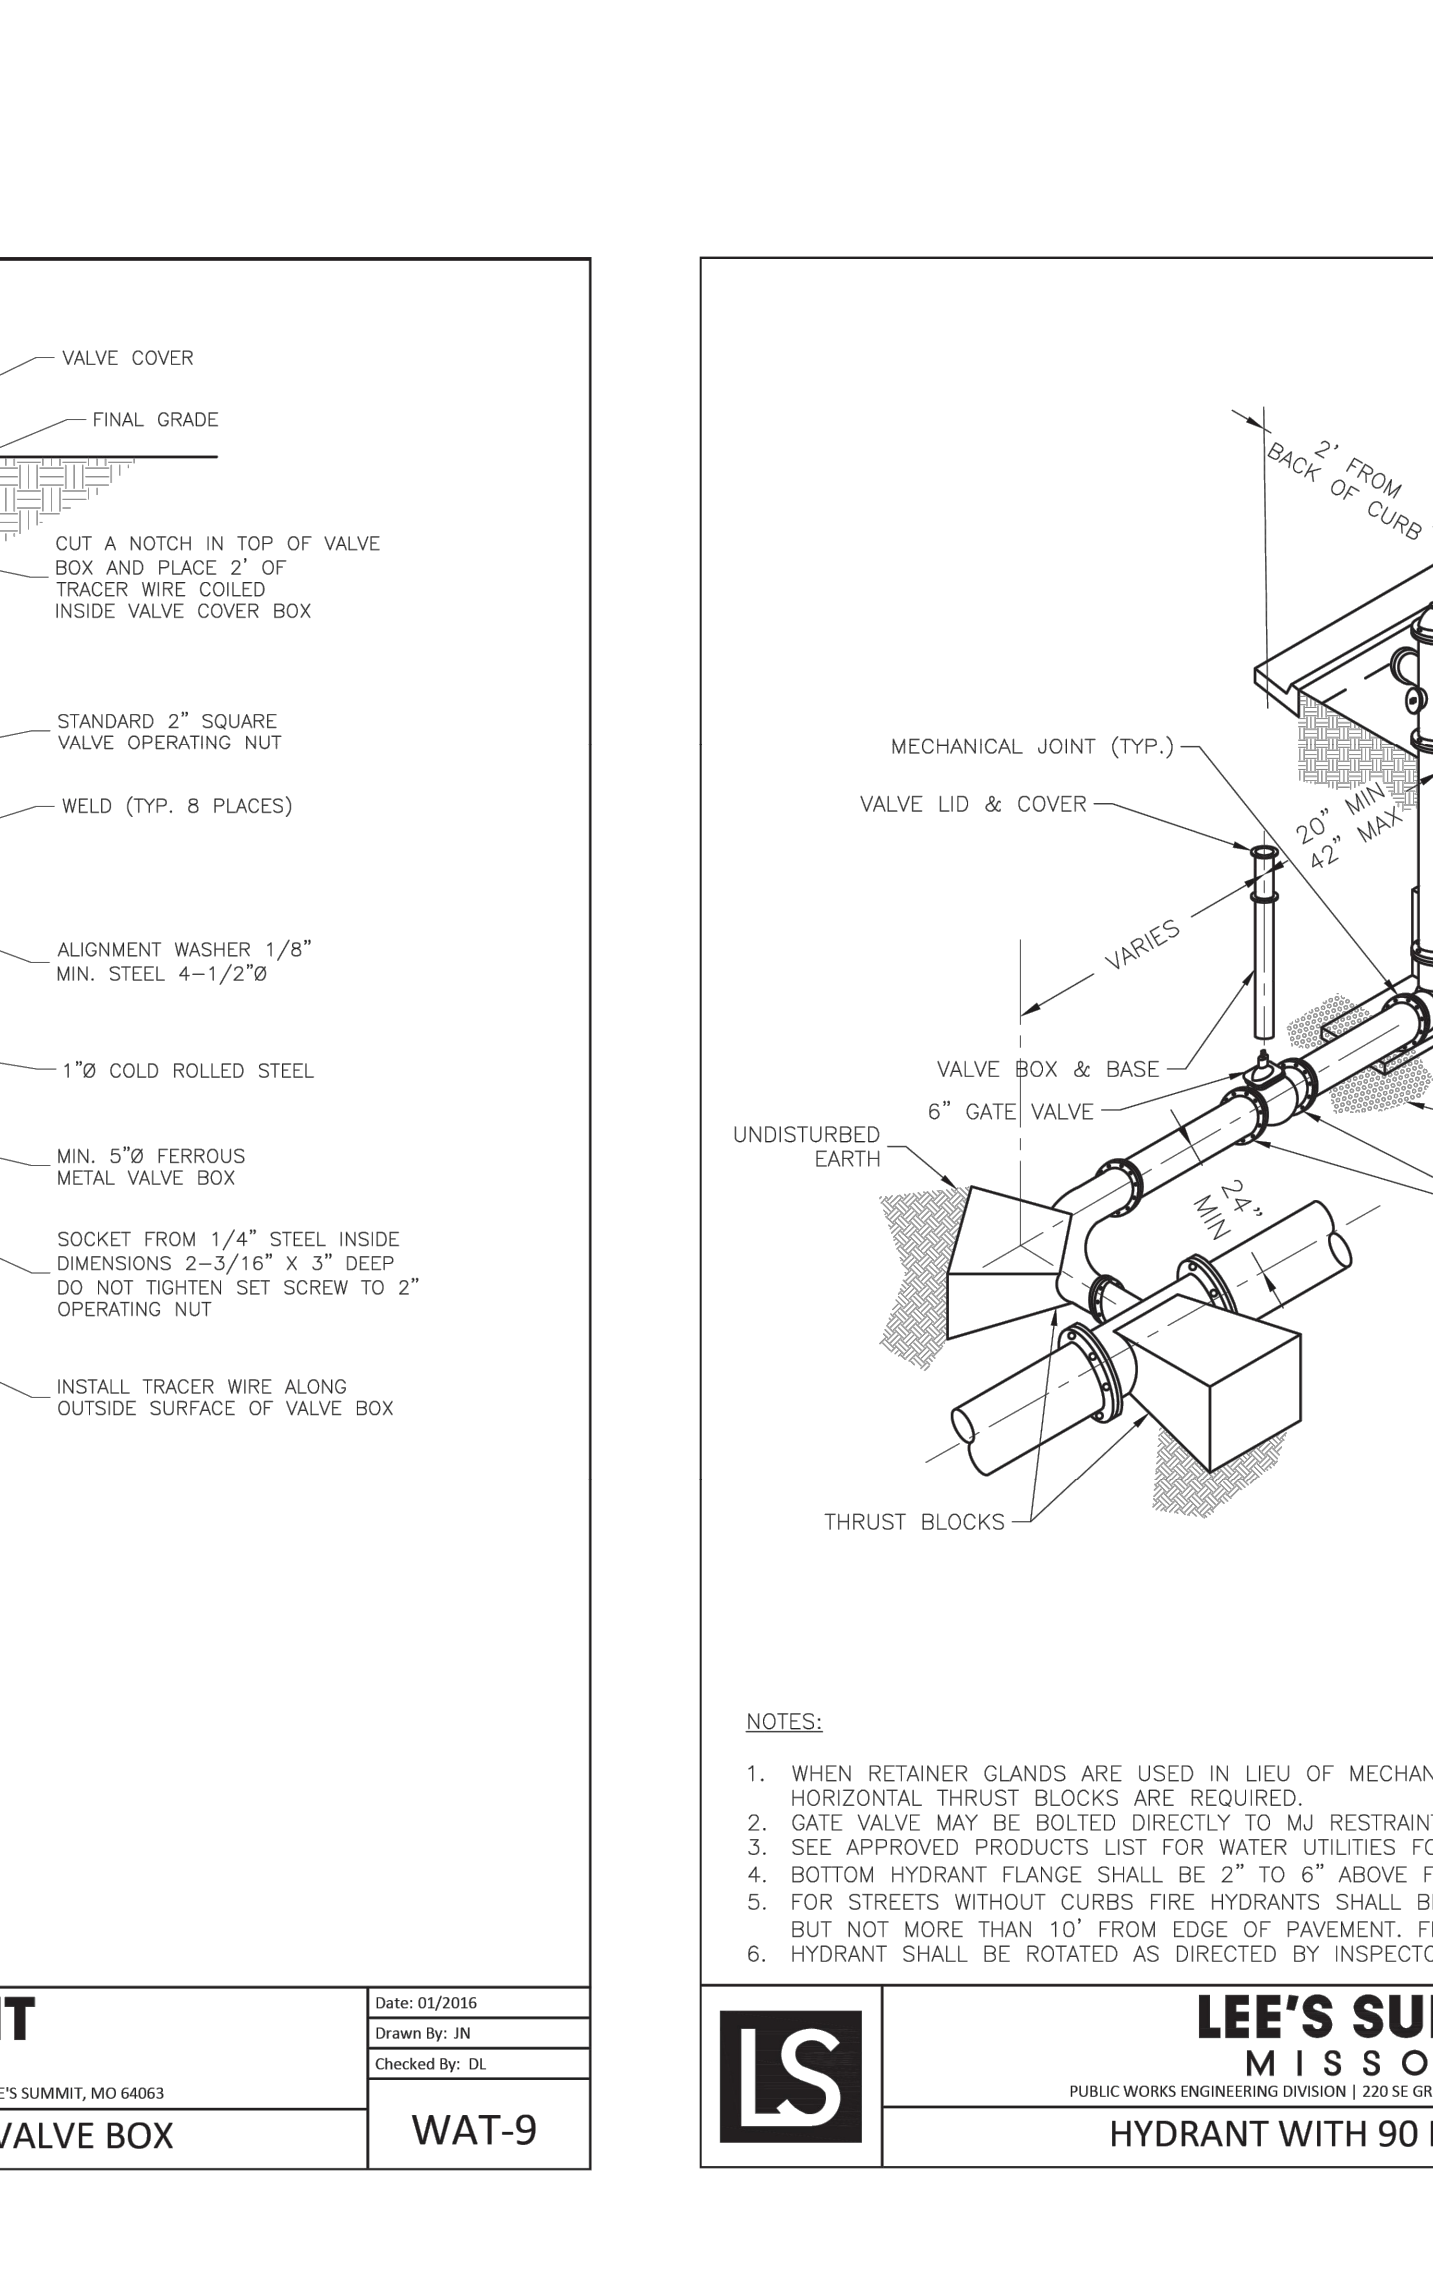 VALVE COVER
FINAL GRADE
CUT A NOTCH IN TOP OF VALVE
BOX AND PLACE 2' OF
TRACER WIRE COILED
INSIDE VALVE COVER BOX
STANDARD 2" SQUARE
VALVE OPERATING NUT
WELD (TYP. 8 PLACES)
ALIGNMENT WASHER 1/8"
MIN. STEEL 4-1/2"Ø
1"Ø COLD ROLLED STEEL
MIN. 5"Ø FERROUS
METAL VALVE BOX
SOCKET FROM 1/4" STEEL INSIDE
DIMENSIONS 2-3/16" X 3" DEEP
DO NOT TIGHTEN SET SCREW TO 2"
OPERATING NUT
INSTALL TRACER WIRE ALONG
OUTSIDE SURFACE OF VALVE BOX
IT
E'S SUMMIT, MO 64063
VALVE BOX
Date: 01/2016
Drawn By: JN
Checked By: DL
WAT-9
2' FROM
BACK OF CURB
MECHANICAL JOINT (TYP.)
VALVE LID & COVER
20" MIN
42" MAX
VARIES
VALVE BOX & BASE
6" GATE VALVE
UNDISTURBED
EARTH
24"
MIN
THRUST BLOCKS
NOTES:
1. WHEN RETAINER GLANDS ARE USED IN LIEU OF MECHAN
HORIZONTAL THRUST BLOCKS ARE REQUIRED.
2. GATE VALVE MAY BE BOLTED DIRECTLY TO MJ RESTRAINT
3. SEE APPROVED PRODUCTS LIST FOR WATER UTILITIES FO
4. BOTTOM HYDRANT FLANGE SHALL BE 2" TO 6" ABOVE F
5. FOR STREETS WITHOUT CURBS FIRE HYDRANTS SHALL BE
BUT NOT MORE THAN 10' FROM EDGE OF PAVEMENT. FI
6. HYDRANT SHALL BE ROTATED AS DIRECTED BY INSPECTO
LS
LEE'S SU
MISSO
PUBLIC WORKS ENGINEERING DIVISION | 220 SE GR
HYDRANT WITH 90